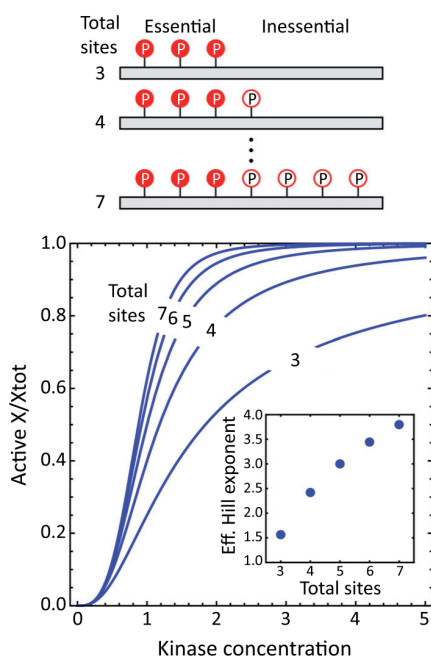 Total sites
Essential
Inessential
3
P P P
4
P P P P
7
P P P P P P P
Active X/Xtot
1.0
0.8
0.6
0.4
0.2
0.0
Total sites
7 6 5 4 3
Eff. Hill exponent
4.0
3.5
3.0
2.5
2.0
1.5
1.0
3 4 5 6 7
Total sites
0 1 2 3 4 5
Kinase concentration